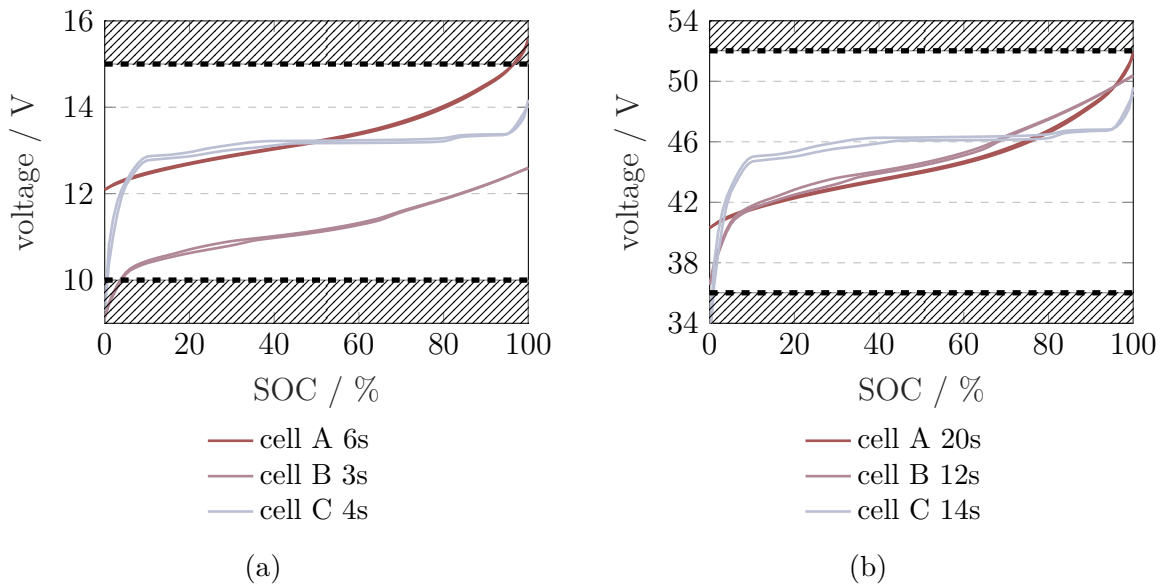 16
14
12
10
voltage / V
0
20
40
60
80
100
SOC / %
cell A 6s
cell B 3s
cell C 4s
(a)
54
50
46
42
38
34
voltage / V
0
20
40
60
80
100
SOC / %
cell A 20s
cell B 12s
cell C 14s
(b)